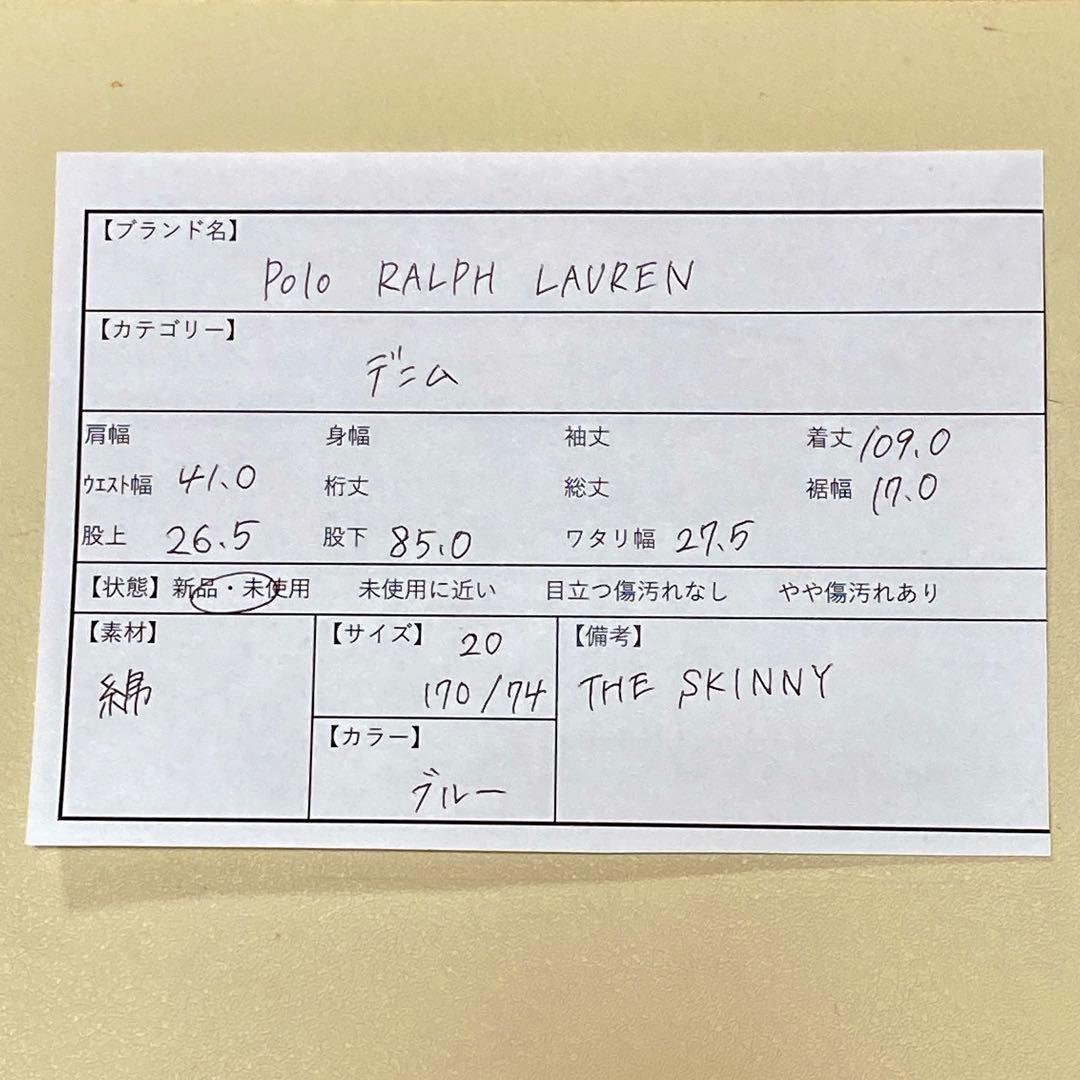 【ブランド名】
Polo RALPH LAUREN
【カテゴリー】
デニム
肩幅 身幅 袖丈 着丈 109.0
ウエスト幅 41.0 裄丈 総丈 裾幅 17.0
股上 26.5 股下 85.0 ワタリ幅 27.5
【状態】新品・未使用 未使用に近い 目立つ傷汚れなし やや傷汚れあり
【素材】
綿
【サイズ】 20
170/74
【カラー】
ブルー
【備考】
THE SKINNY